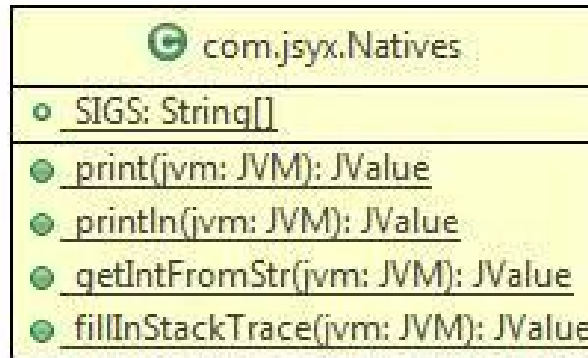 C com.jsyx.Natives
SIGS: String[]
print(jvm: JVM): JValue
println(jvm: JVM): JValue
getIntFromStr(jvm: JVM): JValue
fillInStackTrace(jvm: JVM): JValue